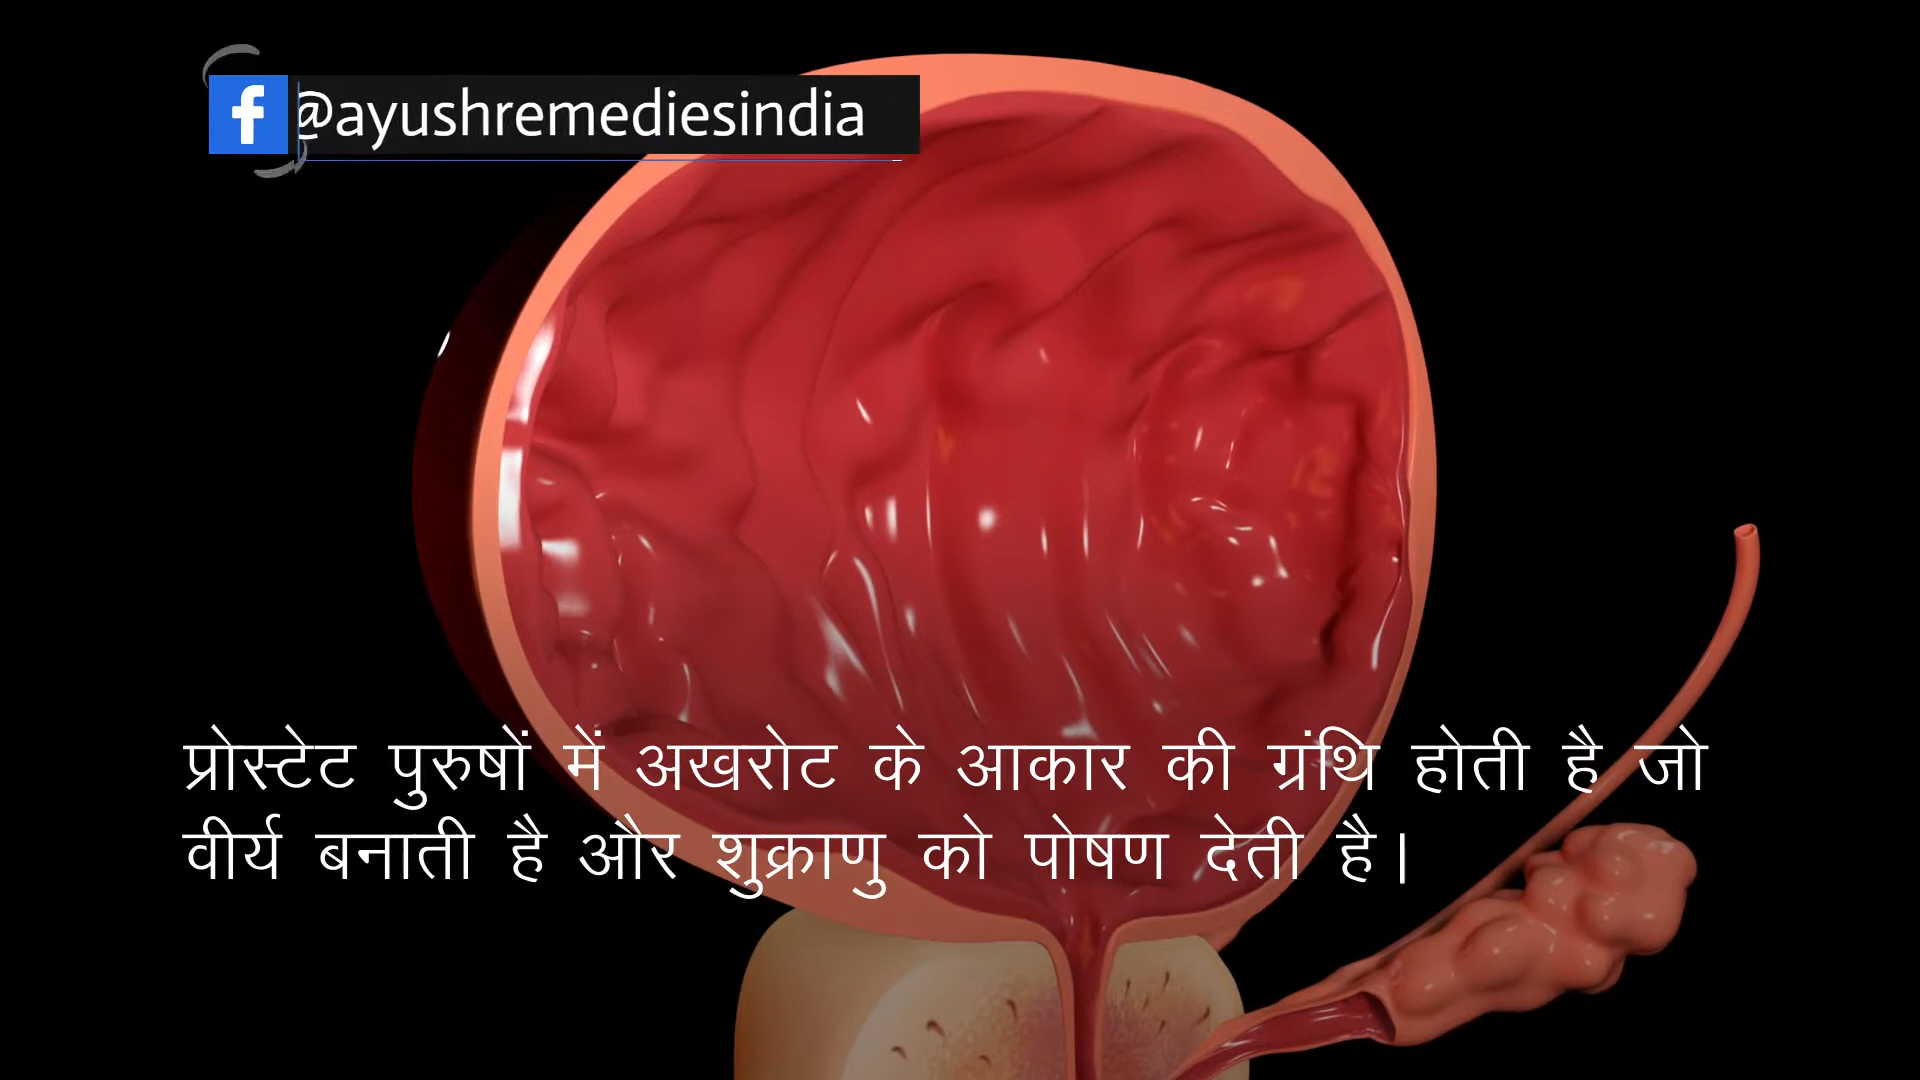 @ayushremediesindia
प्रोस्टेट पुरुषों में अखरोट के आकार की ग्रंथि होती है जो
वीर्य बनाती है और शुक्राणु को पोषण देती है।